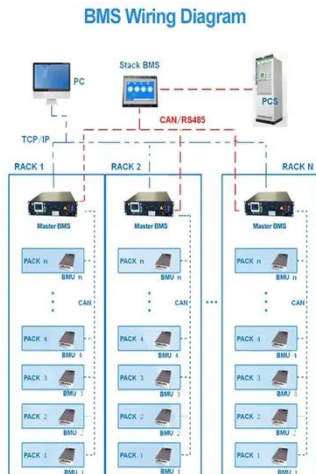 BMS Wiring Diagram
Stack BMS
PC
PCS
CAN/RS485
TCP/IP
RACK 1
RACK 2
RACK N
Master BMS
Master BMS
Master BMS
PACK n
PACK n
PACK n
BMU n
BMU n
BMU n
CAN
CAN
CAN
PACK 4
PACK 4
PACK 4
BMU 4
BMU 4
BMU 4
PACK 3
PACK 3
PACK 3
BMU 3
BMU 3
BMU 3
PACK 2
PACK 2
PACK 2
BMU 2
BMU 2
BMU 2
PACK 1
PACK 1
PACK 1
BMU
BMU
BMU